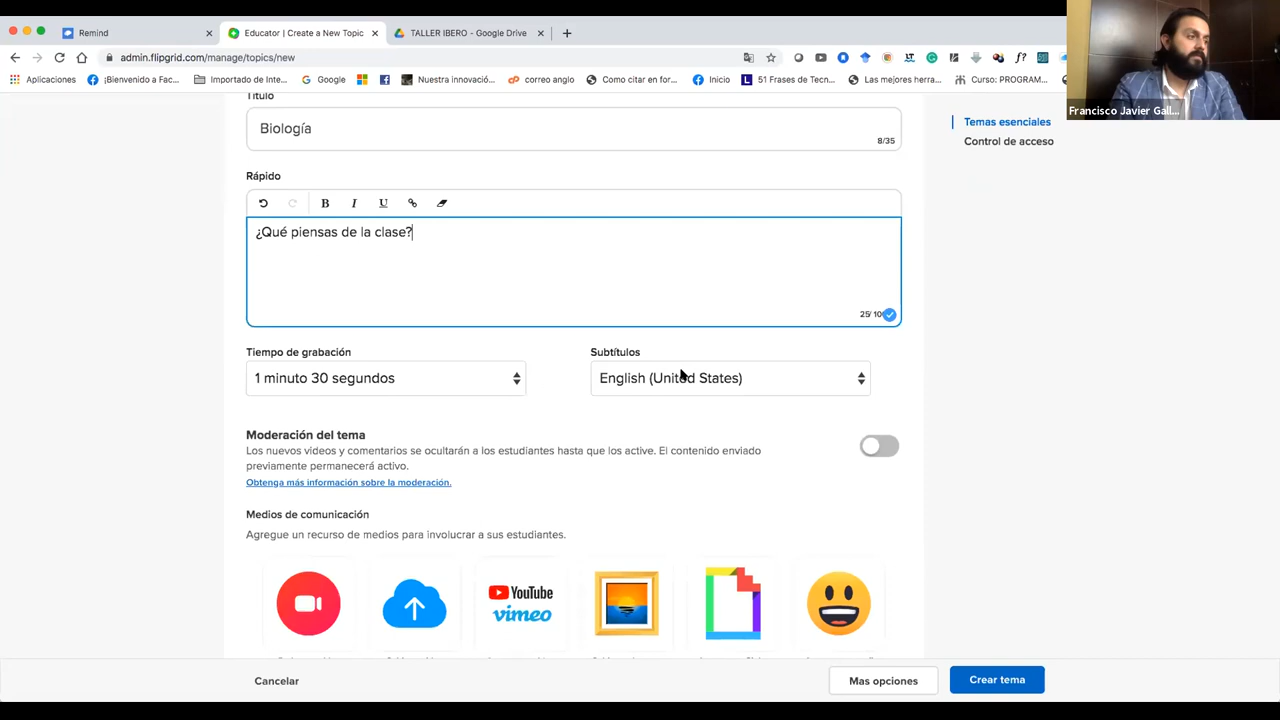 Remind
Educator | Create a New Topic
TALLER IBERO - Google Drive
admin.flipgrid.com/manage/topics/new
Aplicaciones
¡Bienvenido a Fac...
Importado de Inte...
Google
Nuestra innovació...
correo anglo
Como citar en for...
Inicio
51 Frases de Tecn...
Las mejores herra...
Curso: PROGRAM...
Francisco Javier Gall...
Título
Biología
8/35
Rápido
B I U
¿Qué piensas de la clase?
25/ 10
Temas esenciales
Control de acceso
Tiempo de grabación
Subtítulos
1 minuto 30 segundos
English (United States)
Moderación del tema
Los nuevos videos y comentarios se ocultarán a los estudiantes hasta que los active. El contenido enviado
previamente permanecerá activo.
Obtenga más información sobre la moderación.
Medios de comunicación
Agregue un recurso de medios para involucrar a sus estudiantes.
YouTube
vimeo
Cancelar
Mas opciones
Crear tema